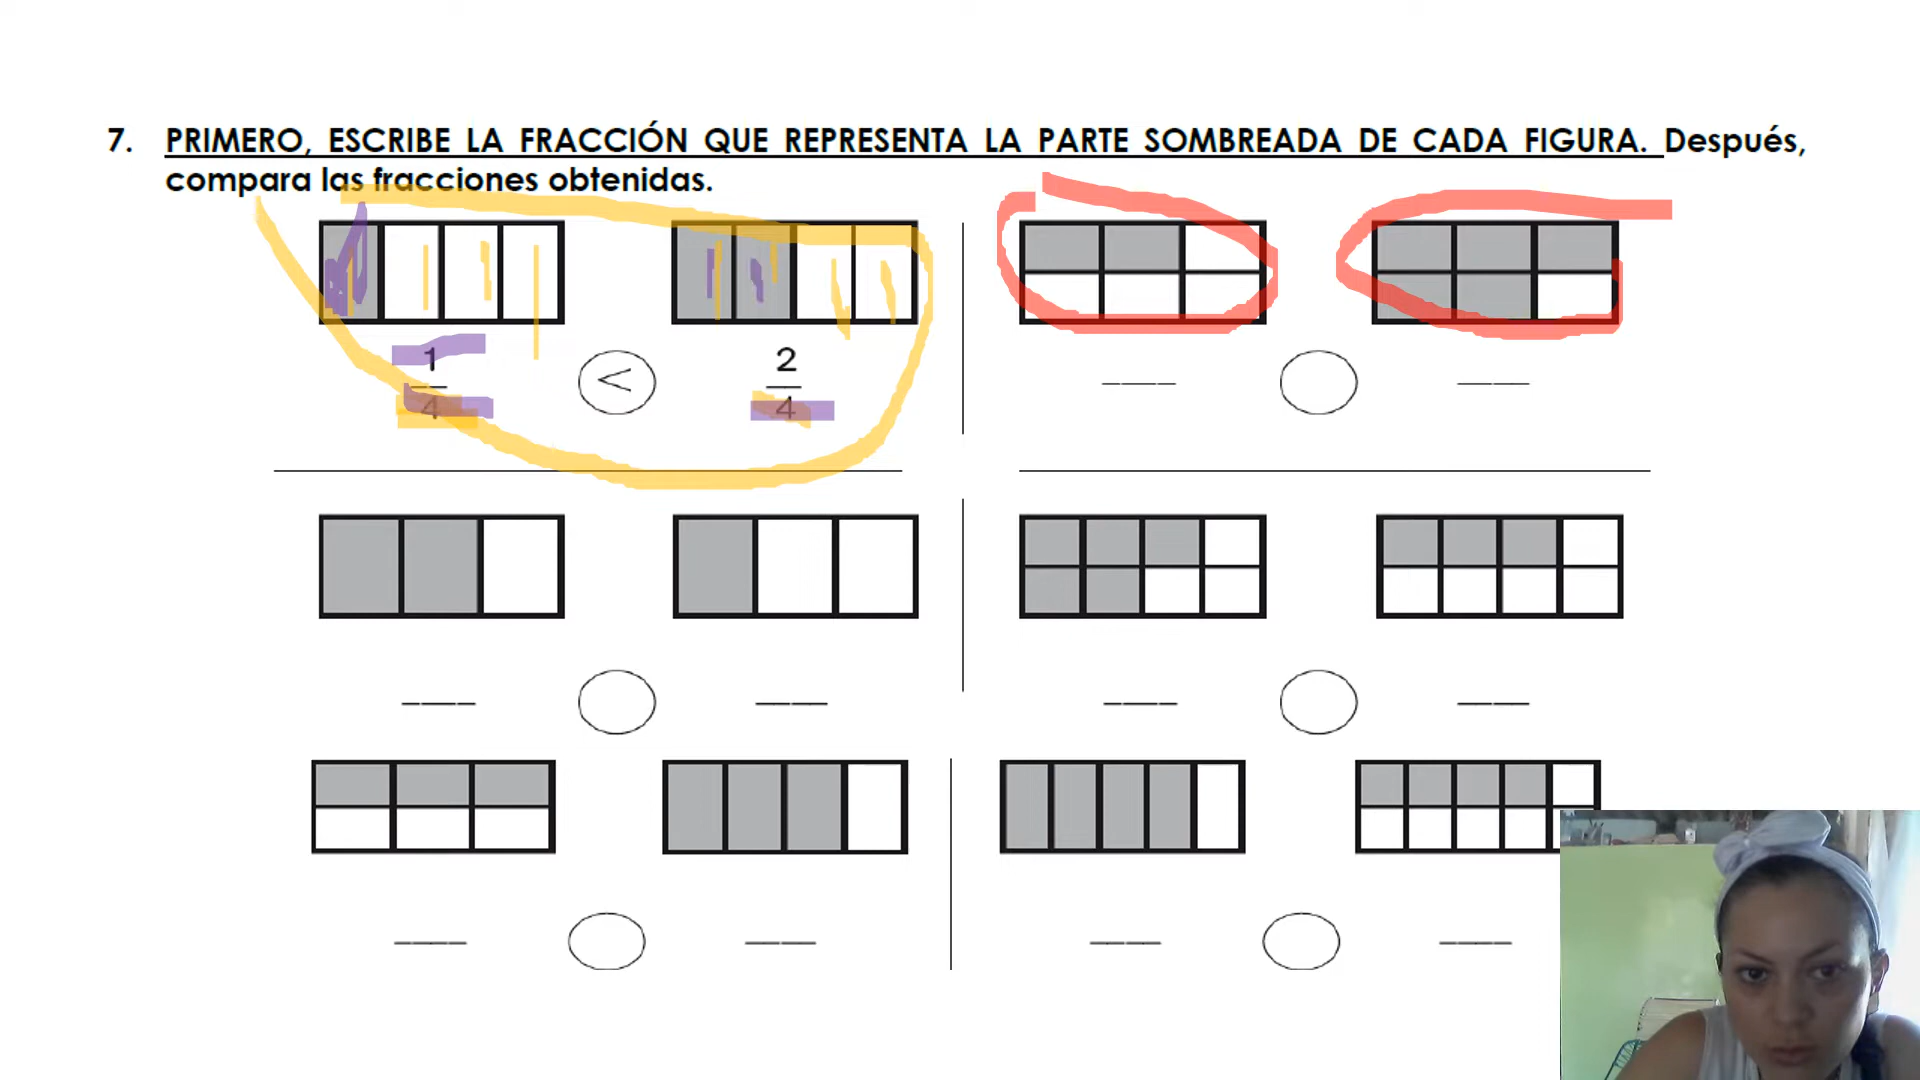 7. PRIMERO, ESCRIBE LA FRACCIÓN QUE REPRESENTA LA PARTE SOMBREADA DE CADA FIGURA. Después,
compara las fracciones obtenidas.
1 < 2
4 4